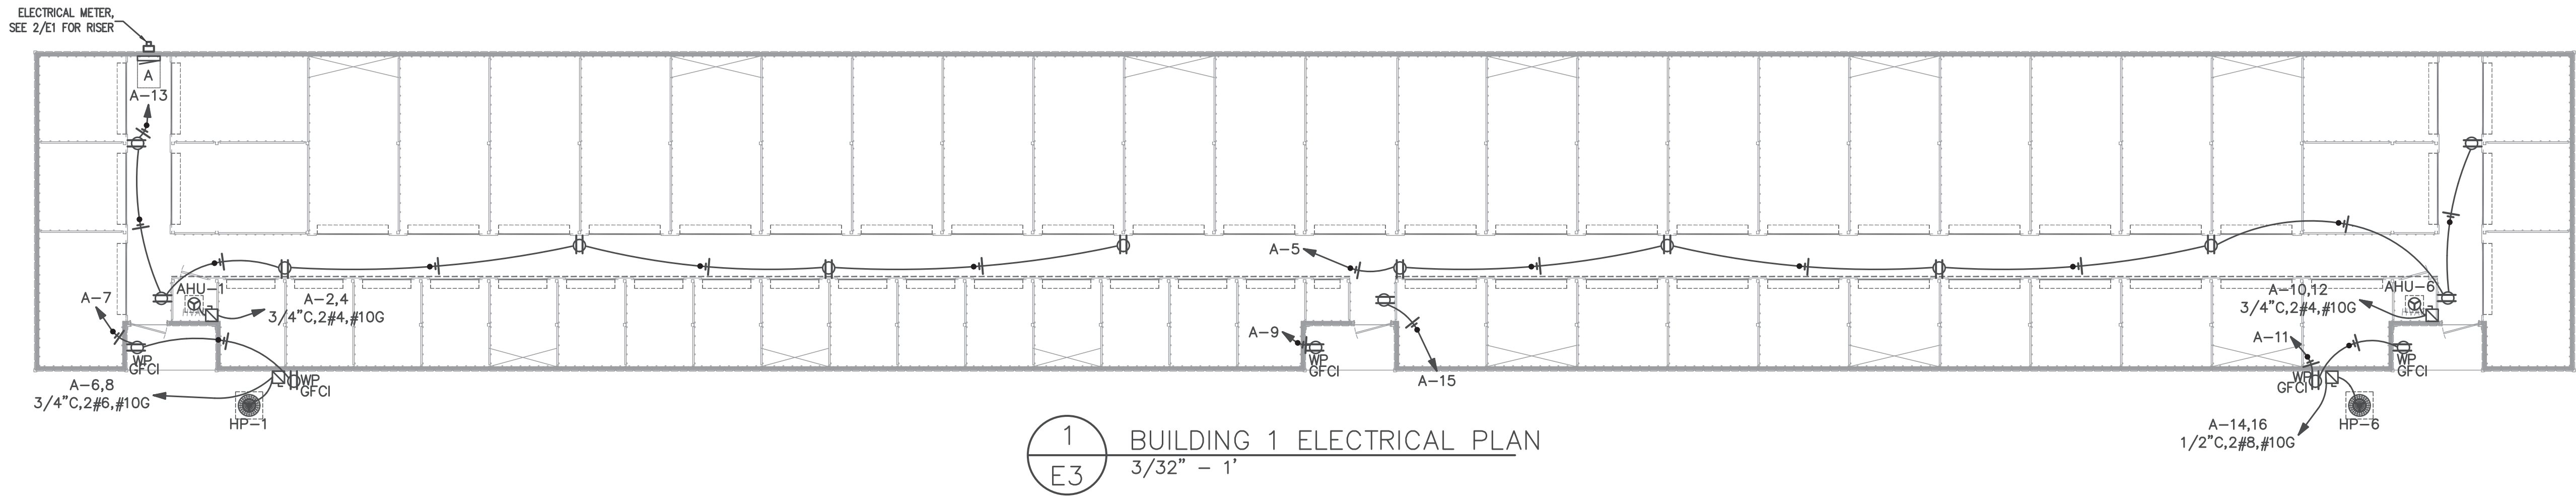 ELECTRICAL METER,
SEE 2/E1 FOR RISER
A
A-13
A-5
A-7
AHU-1
A-2,4
3/4"C,2#4,#10G
WP
GFCI
A-6,8
3/4"C,2#6,#10G
WP
GFCI
HP-1
A-9
WP
GFCI
A-15
A-10,12
3/4"C,2#4,#10G
AHU-6
A-11
WP
GFCI
WP
GFCI
A-14,16
1/2"C,2#8,#10G
HP-6
1
E3
BUILDING 1 ELECTRICAL PLAN
3/32" - 1'